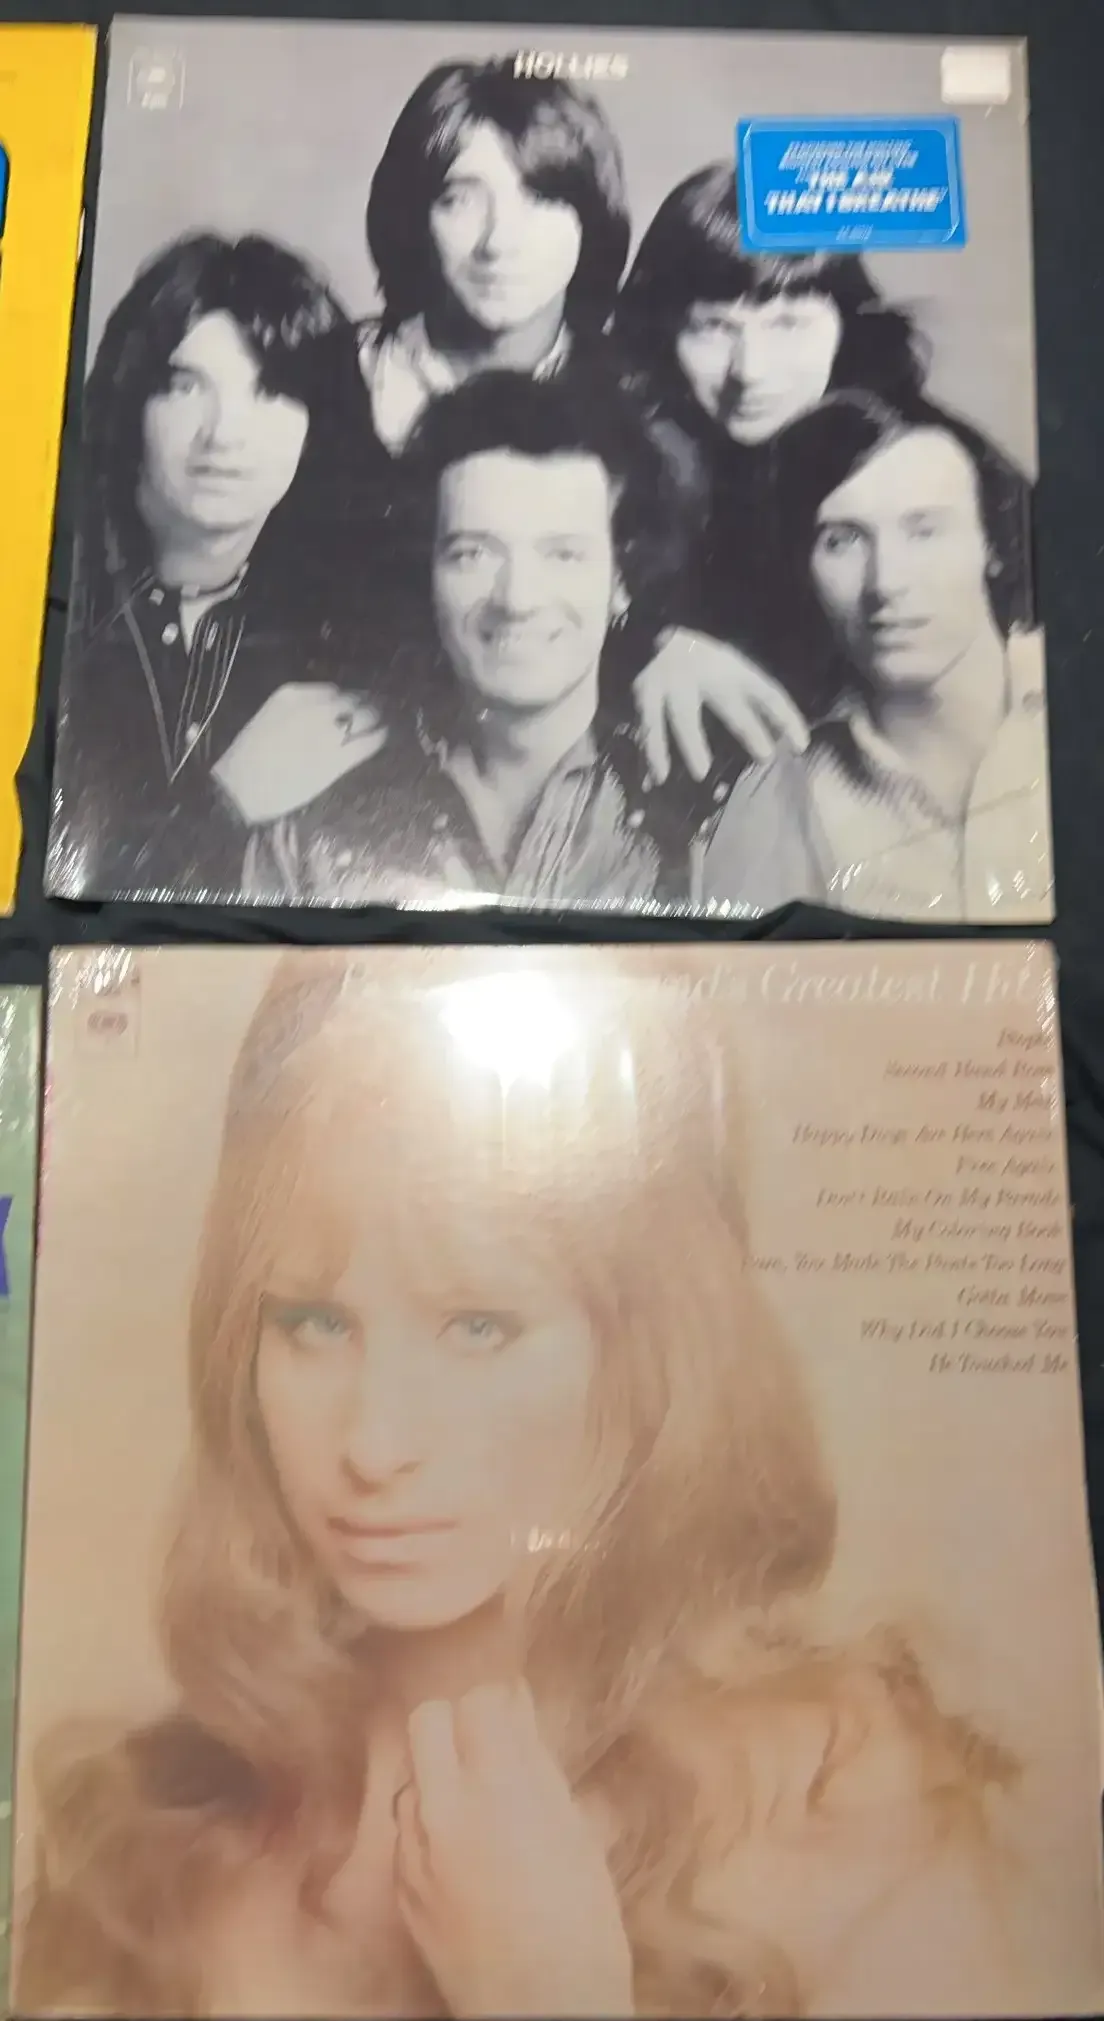 HOLLIES
"THE AIR
THAT I BREATHE"
Greatest Hits
People
Second Hand Rose
My Man
Happy Days Are Here Again
Free Again
Don't Rain On My Parade
My Coloring Book
Sam, You Made The Pants Too Long
Gotta Move
Why Did I Choose You
He Touched Me